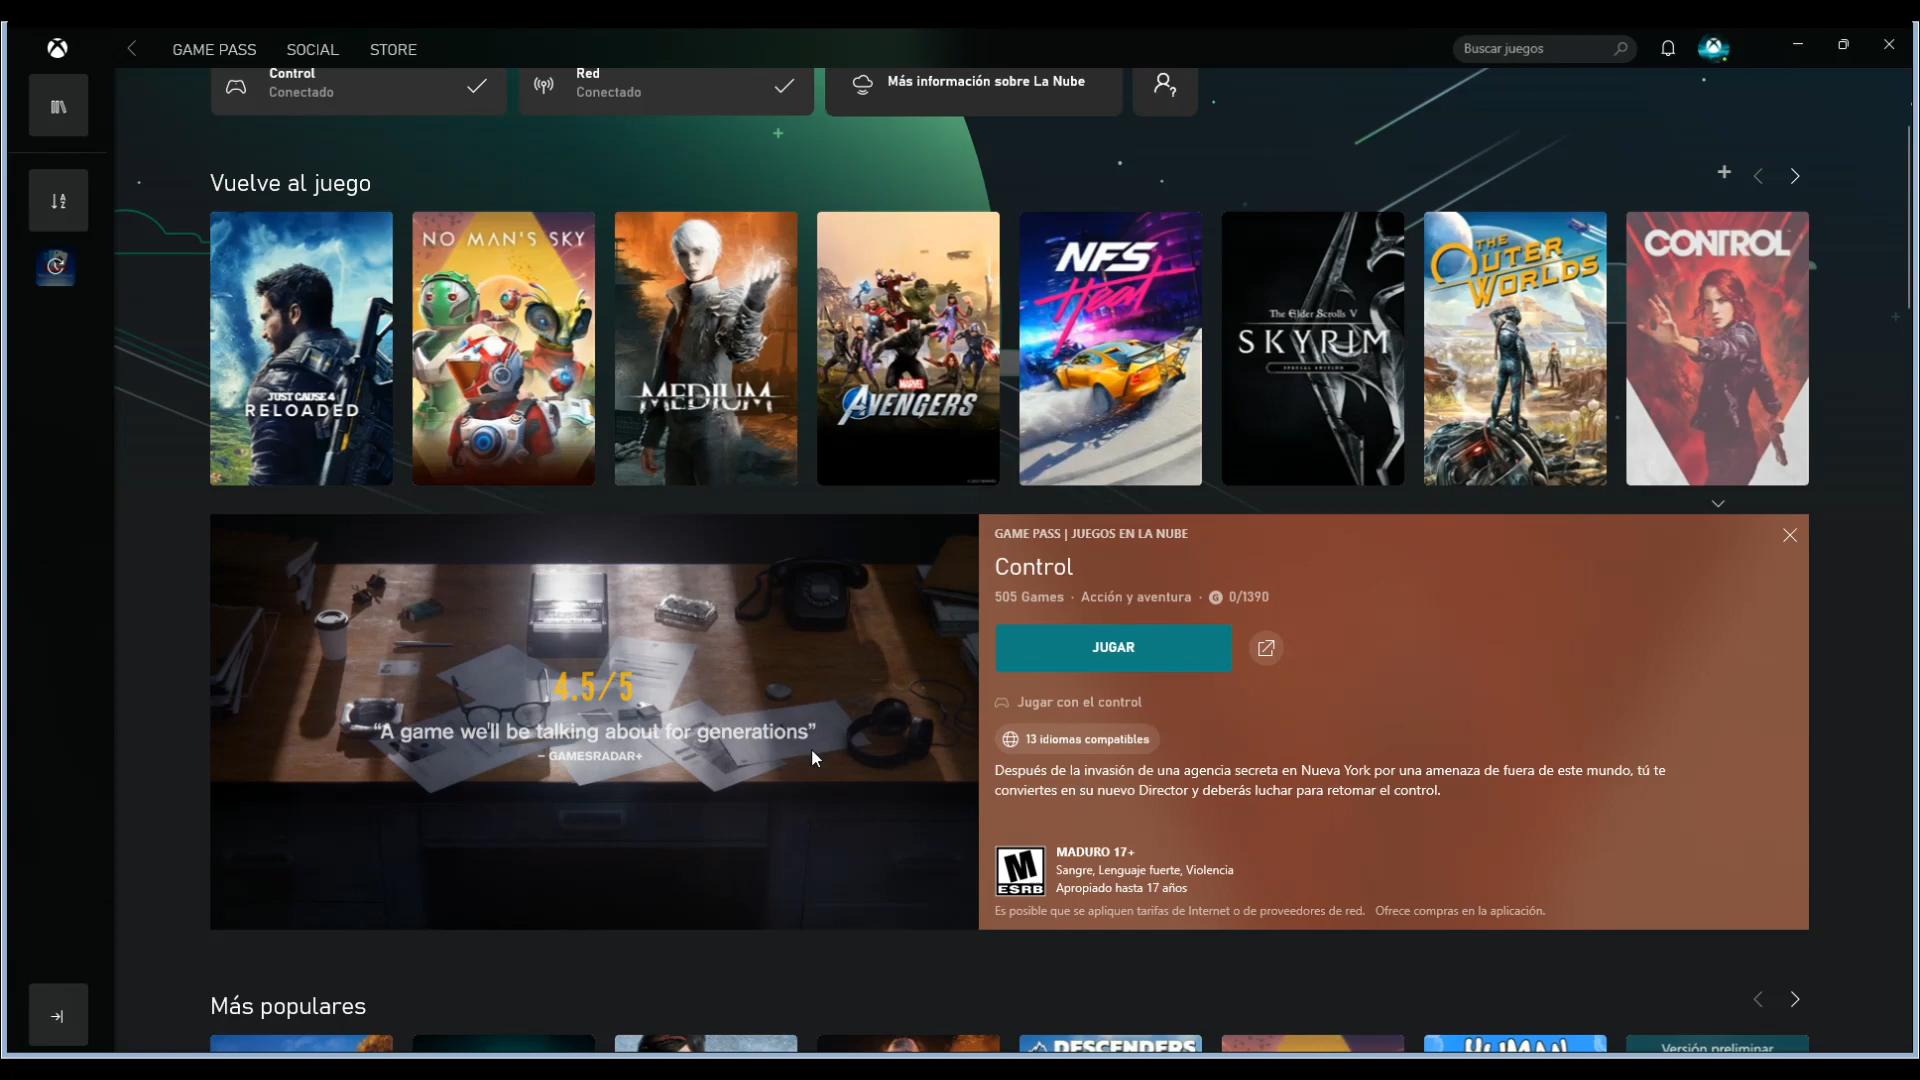 GAME PASS SOCIAL STORE
Buscar juegos
Control
Conectado
Red
Conectado
Más información sobre La Nube
Vuelve al juego
JUST CAUSE 4
RELOADED
NO MAN'S SKY
MEDIUM
MARVEL
AVENGERS
NFS
Heat
The Elder Scrolls V
SKYRIM
SPECIAL EDITION
THE
OUTER
WORLDS
CONTROL
4.5/5
"A game we'll be talking about for generations"
– GAMESRADAR+
GAME PASS | JUEGOS EN LA NUBE
Control
505 Games · Acción y aventura · G 0/1390
JUGAR
Jugar con el control
13 idiomas compatibles
Después de la invasión de una agencia secreta en Nueva York por una amenaza de fuera de este mundo, tú te
conviertes en su nuevo Director y deberás luchar para retomar el control.
M
ESRB
MADURO 17+
Sangre, Lenguaje fuerte, Violencia
Apropiado hasta 17 años
Es posible que se apliquen tarifas de Internet o de proveedores de red. Ofrece compras en la aplicación.
Más populares
DESCENDERS
HUMAN
Versión preliminar